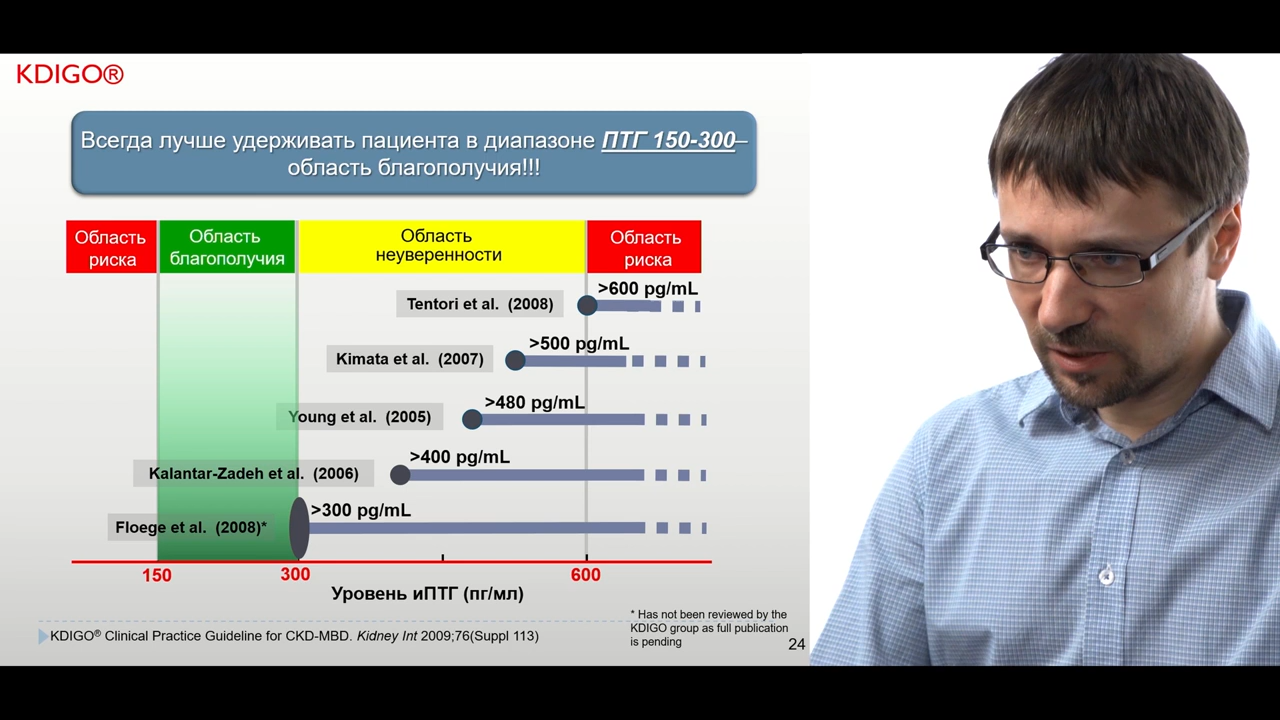 KDIGO®
Всегда лучше удерживать пациента в диапазоне ПТГ 150-300–
область благополучия!!!
Область
риска
Область
благополучия
Область
неуверенности
Область
риска
>600 pg/mL
Tentori et al. (2008)
>500 pg/mL
Kimata et al. (2007)
>480 pg/mL
Young et al. (2005)
>400 pg/mL
Kalantar-Zadeh et al. (2006)
>300 pg/mL
Floege et al. (2008)*
150
300
600
Уровень иПТГ (пг/мл)
* Has not been reviewed by the
KDIGO group as full publication
is pending
KDIGO® Clinical Practice Guideline for CKD-MBD. Kidney Int 2009;76(Suppl 113)
24